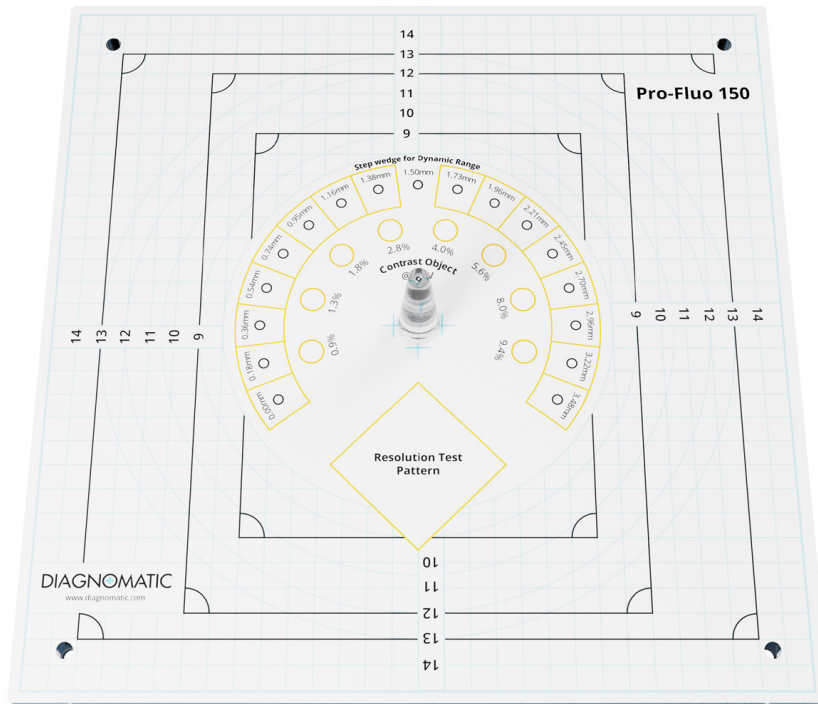 14
13
12
11
10
9
Pro-Fluo 150
Step wedge for Dynamic Range
0.00mm
0.18mm
0.36mm
0.54mm
0.74mm
0.95mm
1.16mm
1.38mm
1.50mm
1.73mm
1.96mm
2.21mm
2.45mm
2.70mm
2.96mm
3.22mm
3.48mm
0.9%
1.3%
1.8%
2.8%
4.0%
5.6%
8.0%
9.4%
Contrast Object
14 13 12 11 10 9
9 10 11 12 13 14
Resolution Test
Pattern
10
11
12
13
14
DIAGNOMATIC
www.diagnomatic.com